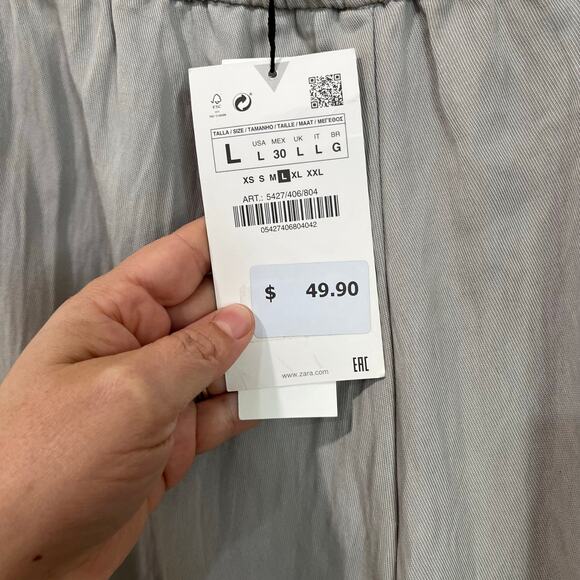 FSC
TALLA / SIZE / TAMANHO / TAILLE / MAAT / ΜΕΓΕΘΟΣ
L USA MEX UK IT BR
L 30 L L G
XS S M L XL XXL
ART.: 5427/406/804
05427406804042
$ 49.90
www.zara.com
EAC